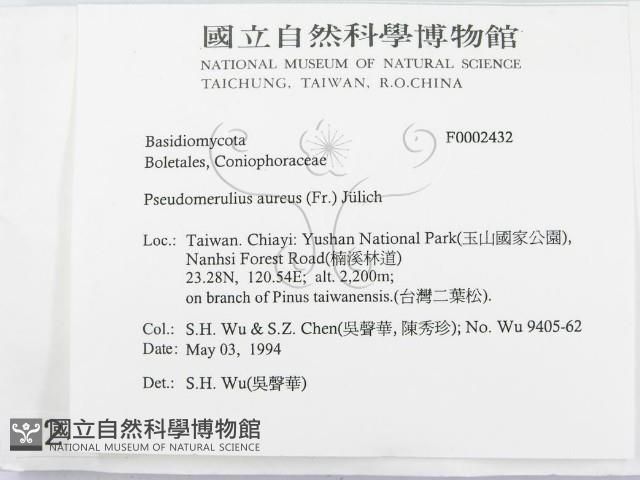 國立自然科學博物館
NATIONAL MUSEUM OF NATURAL SCIENCE
TAICHUNG, TAIWAN, R.O.CHINA
Basidiomycota F0002432
Boletales, Coniophoraceae
Pseudomerulius aureus (Fr.) Jülich
Loc.: Taiwan. Chiayi: Yushan National Park(玉山國家公園),
Nanhsi Forest Road(楠溪林道)
23.28N, 120.54E; alt. 2,200m;
on branch of Pinus taiwanensis.(台灣二葉松).
Col.: S.H. Wu & S.Z. Chen(吳聲華, 陳秀珍); No. Wu 9405-62
Date: May 03, 1994
Det.: S.H. Wu(吳聲華)
2
國立自然科學博物館
NATIONAL MUSEUM OF NATURAL SCIENCE